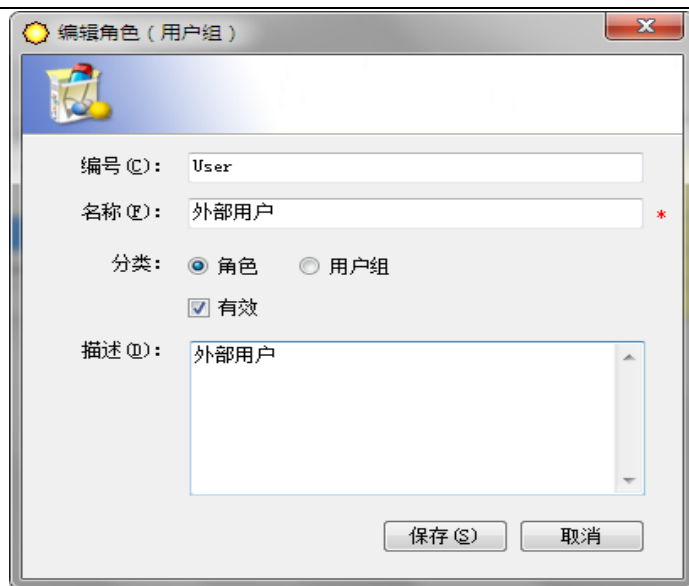 编辑角色（用户组）
编号(C)： User
名称(F)： 外部用户 *
分类： 角色 用户组
有效
描述(D)： 外部用户
保存(S) 取消